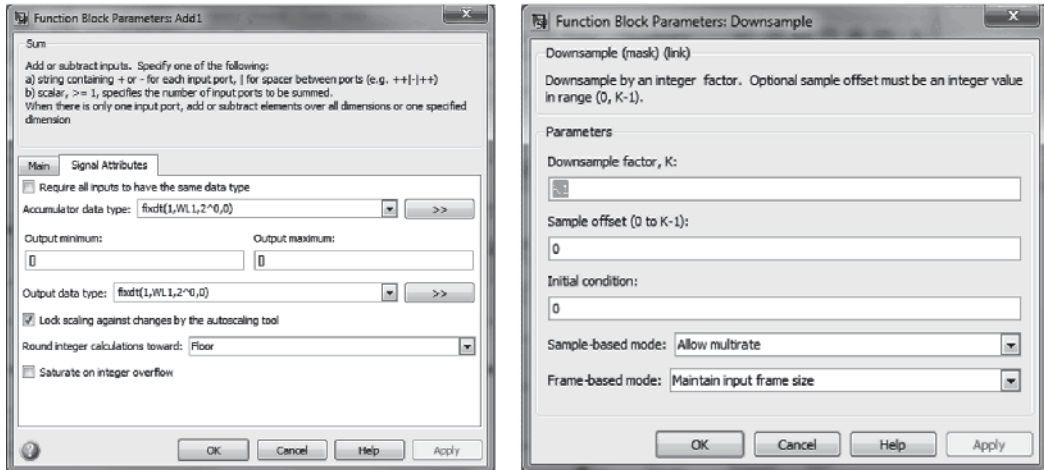 Function Block Parameters: Add1
Sum
Add or subtract inputs. Specify one of the following:
a) string containing + or - for each input port, | for spacer between ports (e.g. ++|-|++)
b) scalar, >= 1, specifies the number of input ports to be summed.
When there is only one input port, add or subtract elements over all dimensions or one specified
dimension
Main
Signal Attributes
Require all inputs to have the same data type
Accumulator data type: fixdt(1,WL1,2^0,0)
>>
Output minimum:
Output maximum:
[]
[]
Output data type: fixdt(1,WL1,2^0,0)
>>
Lock scaling against changes by the autoscaling tool
Round integer calculations toward: Floor
Saturate on integer overflow
OK
Cancel
Help
Apply
Function Block Parameters: Downsample
Downsample (mask) (link)
Downsample by an integer factor. Optional sample offset must be an integer value
in range (0, K-1).
Parameters
Downsample factor, K:
Sample offset (0 to K-1):
0
Initial condition:
0
Sample-based mode: Allow multirate
Frame-based mode: Maintain input frame size
OK
Cancel
Help
Apply